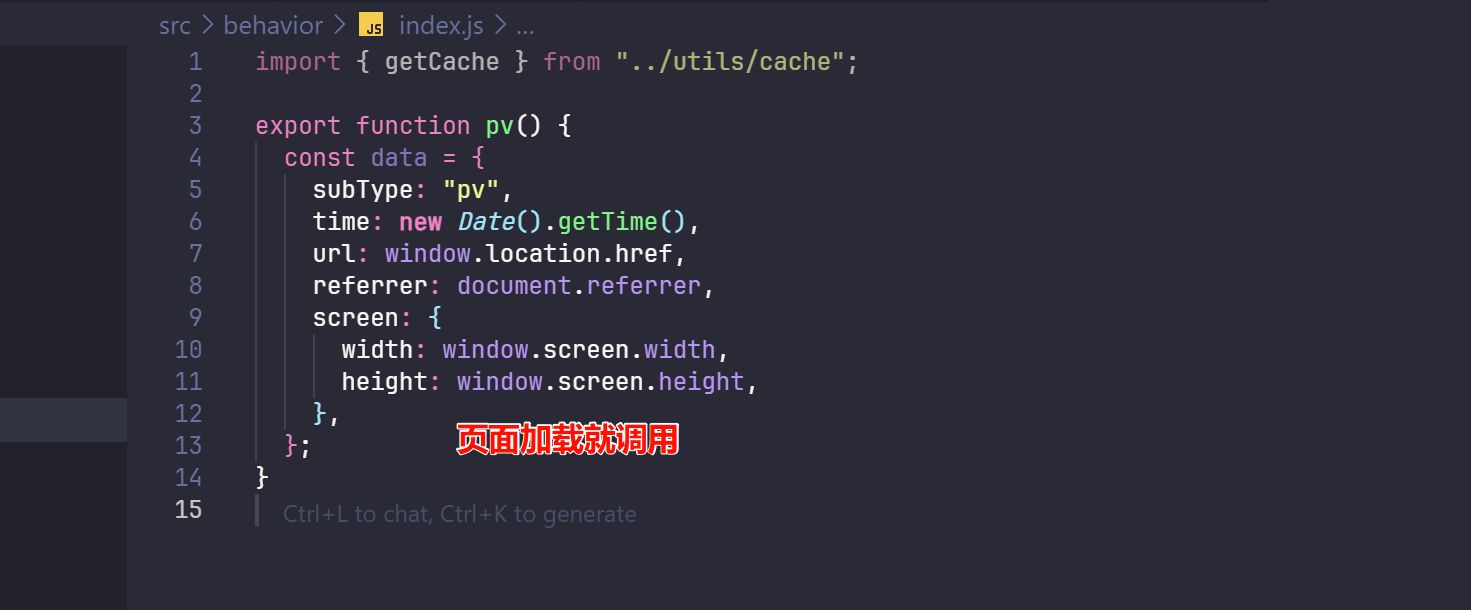 src > behavior > JS index.js > ...
1 import { getCache } from "../utils/cache";
2
3 export function pv() {
4 const data = {
5 subType: "pv",
6 time: new Date().getTime(),
7 url: window.location.href,
8 referrer: document.referrer,
9 screen: {
10 width: window.screen.width,
11 height: window.screen.height,
12 },
13 };
页面加载就调用
14 }
15 Ctrl+L to chat, Ctrl+K to generate